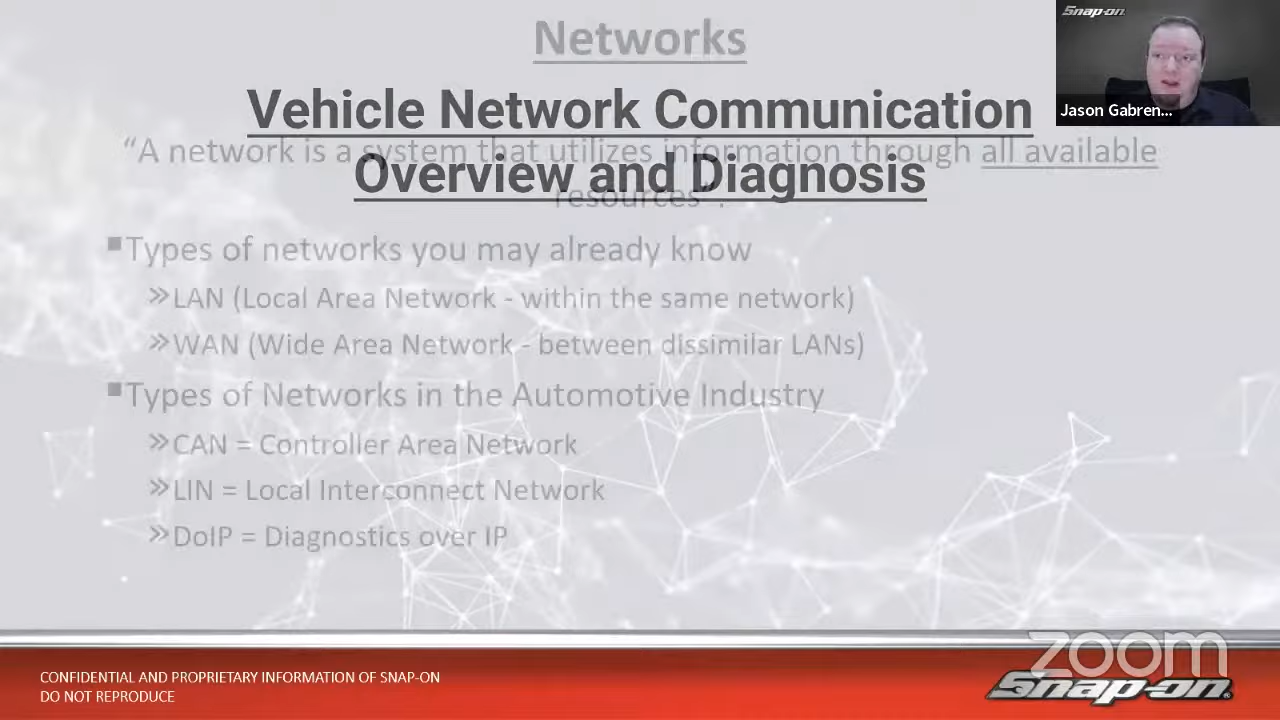 Networks
Snap-on
Vehicle Network Communication
Jason Gabren...
“A network is a system that utilizes information through all available
Overview and Diagnosis
resources”.
▪Types of networks you may already know
»LAN (Local Area Network - within the same network)
»WAN (Wide Area Network - between dissimilar LANs)
▪Types of Networks in the Automotive Industry
»CAN = Controller Area Network
»LIN = Local Interconnect Network
»DoIP = Diagnostics over IP
zoom
CONFIDENTIAL AND PROPRIETARY INFORMATION OF SNAP-ON
DO NOT REPRODUCE
Snap-on